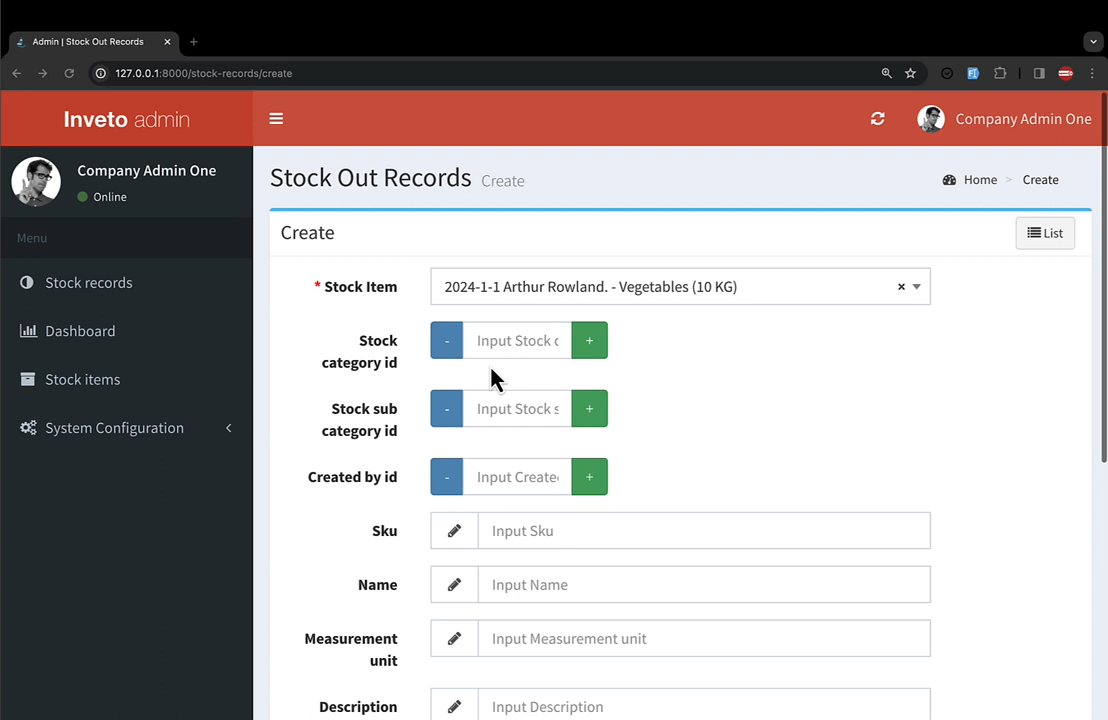 Admin | Stock Out Records
127.0.0.1:8000/stock-records/create
Inveto admin
Company Admin One
Company Admin One
Online
Menu
Stock records
Dashboard
Stock items
System Configuration
Stock Out Records Create
Home > Create
Create
List
* Stock Item
2024-1-1 Arthur Rowland. - Vegetables (10 KG)
×
Stock
category id
- Input Stock c +
Stock sub
category id
- Input Stock s +
Created by id
- Input Create +
Sku
Input Sku
Name
Input Name
Measurement
unit
Input Measurement unit
Description
Input Description